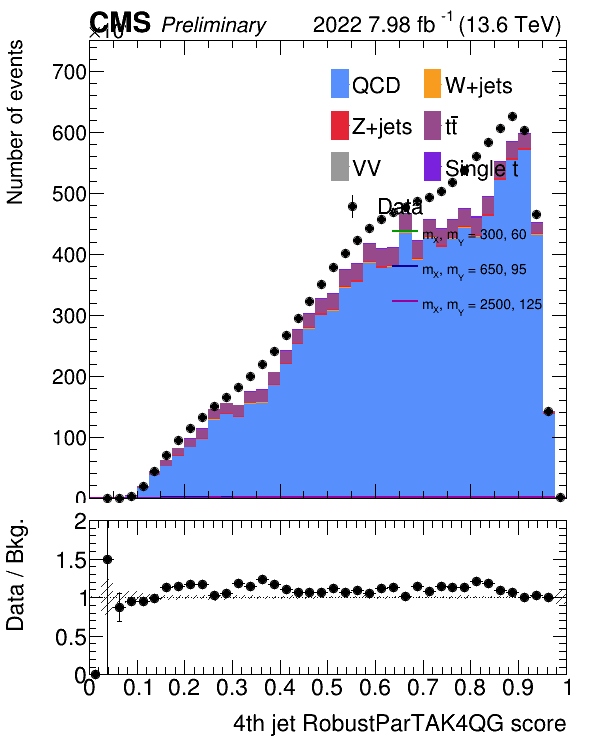 CMS Preliminary 2022 7.98 fb⁻¹ (13.6 TeV)
Number of events
700
600
500
400
300
200
100
0
QCD W+jets
Z+jets tt̄
VV Single t
Data
m_X, m_Y = 300, 60
m_X, m_Y = 650, 95
m_X, m_Y = 2500, 125
Data / Bkg.
2
1.5
1
0.5
0
0 0.1 0.2 0.3 0.4 0.5 0.6 0.7 0.8 0.9 1
4th jet RobustParTAK4QG score